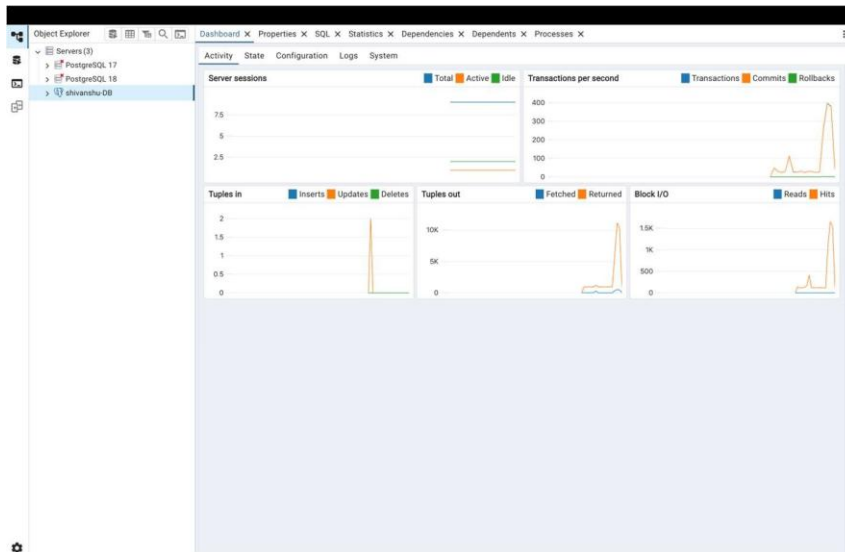 Object Explorer
Dashboard X Properties X SQL X Statistics X Dependencies X Dependents X Processes X
Servers (3)
PostgreSQL 17
PostgreSQL 18
shivanshu-DB
Activity State Configuration Logs System
Server sessions Total Active Idle
7.5
5
2.5
Transactions per second Transactions Commits Rollbacks
400
300
200
100
0
Tuples in Inserts Updates Deletes
2
1.5
1
0.5
0
Tuples out Fetched Returned
10K
5K
0
Block I/O Reads Hits
1.5K
1K
500
0